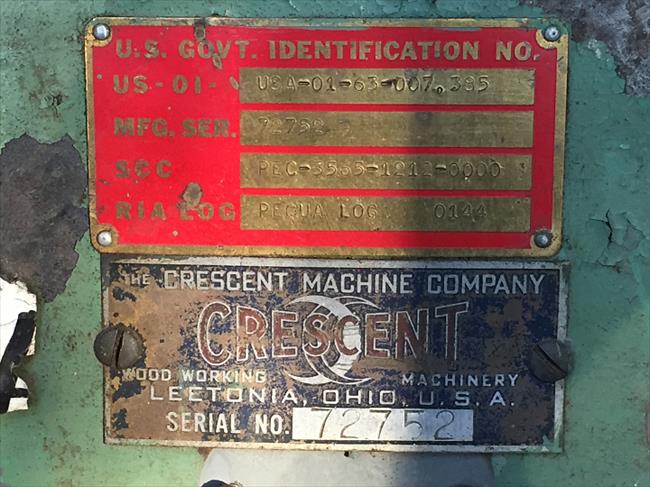 U.S. GOVT. IDENTIFICATION NO.
US-01- USA-01-63-007,385
MFG. SER. 72752
SCC PEC-3565-1212-0000
RIA LOG PEQUA LOG 0144
THE CRESCENT MACHINE COMPANY
CRESCENT
WOOD WORKING MACHINERY
LEETONIA, OHIO, U.S.A.
SERIAL NO. 72752